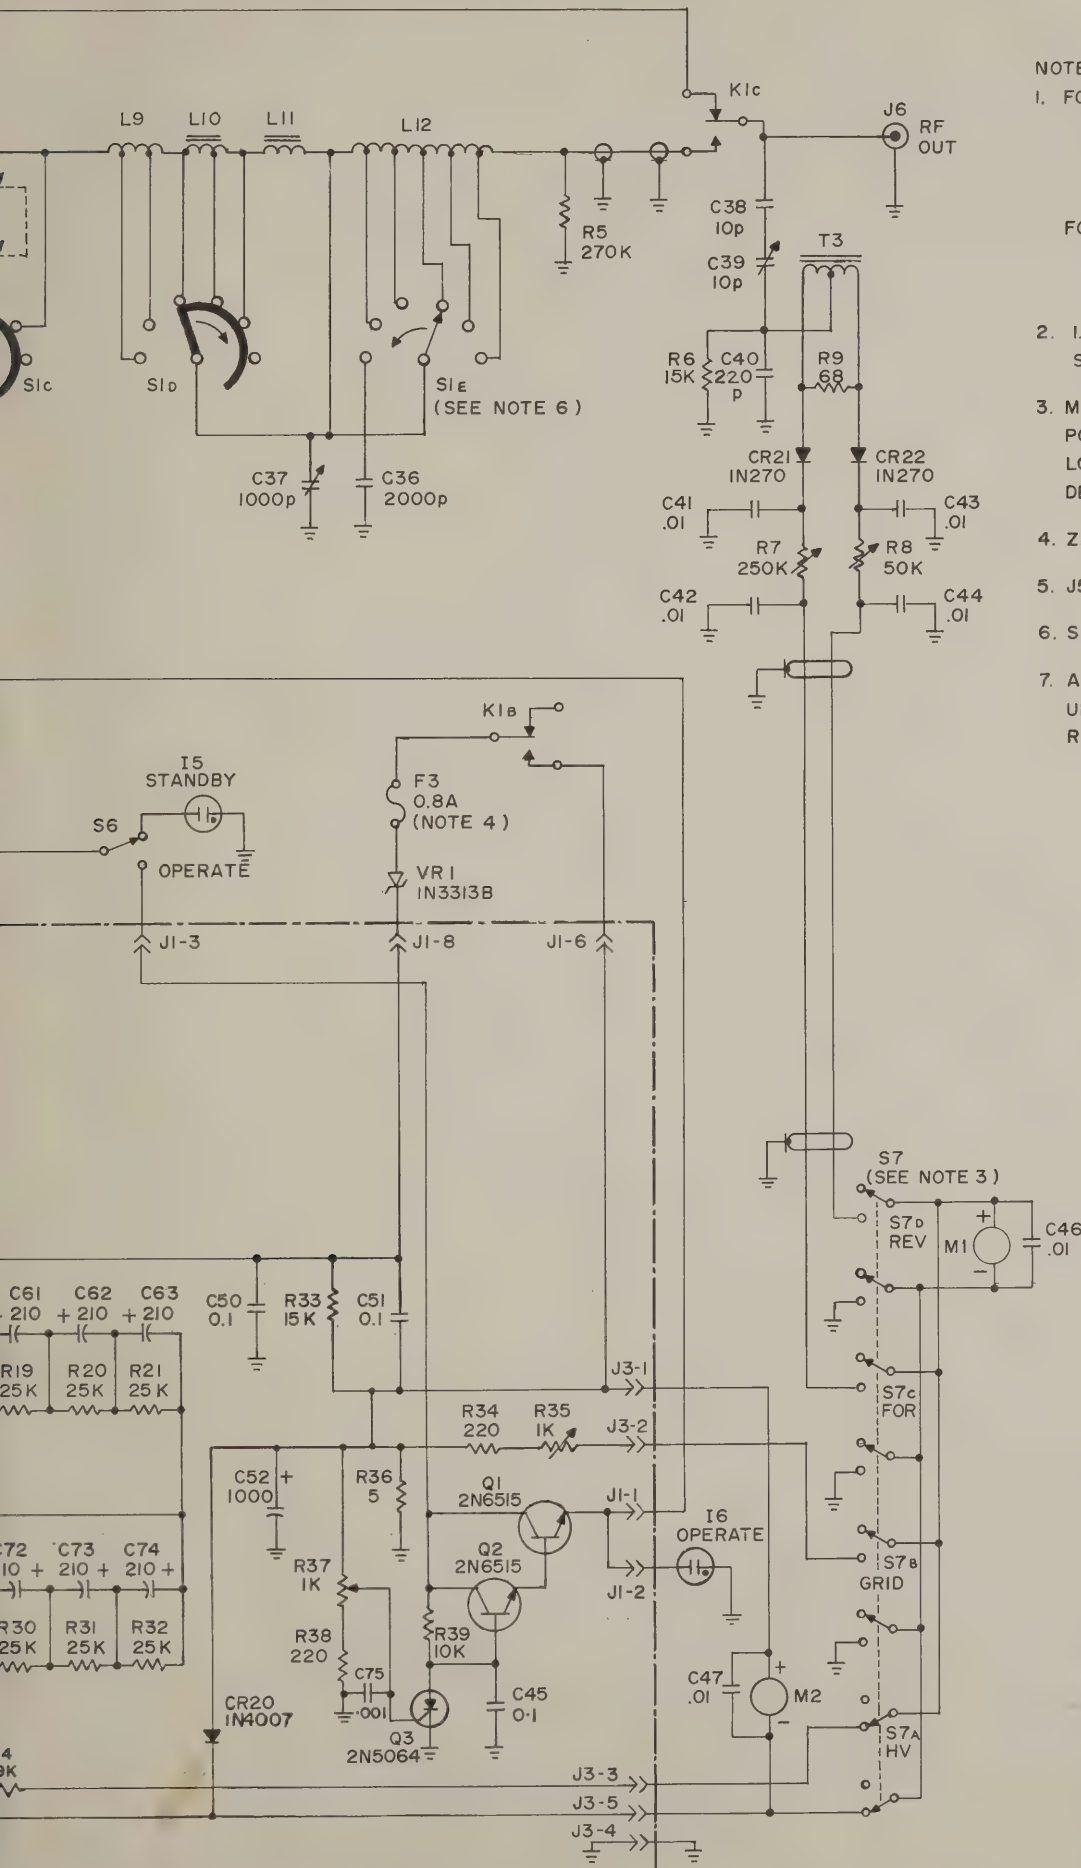 K1C
J6
RF
OUT
L9
L10
L11
L12
NOTE
1. FO
FO
C38
10p
R5
270K
T3
C39
10p
R6
15K
C40
220
p
R9
68
S1C
S1D
S1E
(SEE NOTE 6)
2. 1.
S
3. M
PO
LO
DE
4. Z
5. J5
6. S
7. A
U
R
C37
1000p
C36
2000p
CR21
1N270
CR22
1N270
C41
.01
C43
.01
R7
250K
R8
50K
C42
.01
C44
.01
K1B
I5
STANDBY
F3
0.8A
(NOTE 4)
S6
OPERATE
VR1
1N3313B
J1-3
J1-8
J1-6
S7
(SEE NOTE 3)
S7D
REV
+
M1
-
C46
.01
C61
+ 210
C62
+ 210
C63
+ 210
C50
0.1
R33
15K
C51
0.1
R19
25K
R20
25K
R21
25K
J3-1
S7C
FOR
R34
220
R35
1K
J3-2
C52 +
1000
R36
5
Q1
2N6515
J1-1
I6
OPERATE
C72
210 +
C73
210 +
C74
210 +
Q2
2N6515
J1-2
S7B
GRID
R37
1K
R30
25K
R31
25K
R32
25K
R38
220
R39
10K
C75
.001
C45
0.1
C47
.01
+
M2
-
CR20
1N4007
Q3
2N5064
S7A
HV
4
9K
J3-3
J3-5
J3-4